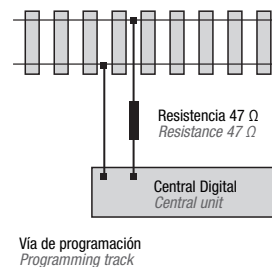 Resistencia 47 Ω
Resistance 47 Ω
Central Digital
Central unit
Vía de programación
Programming track